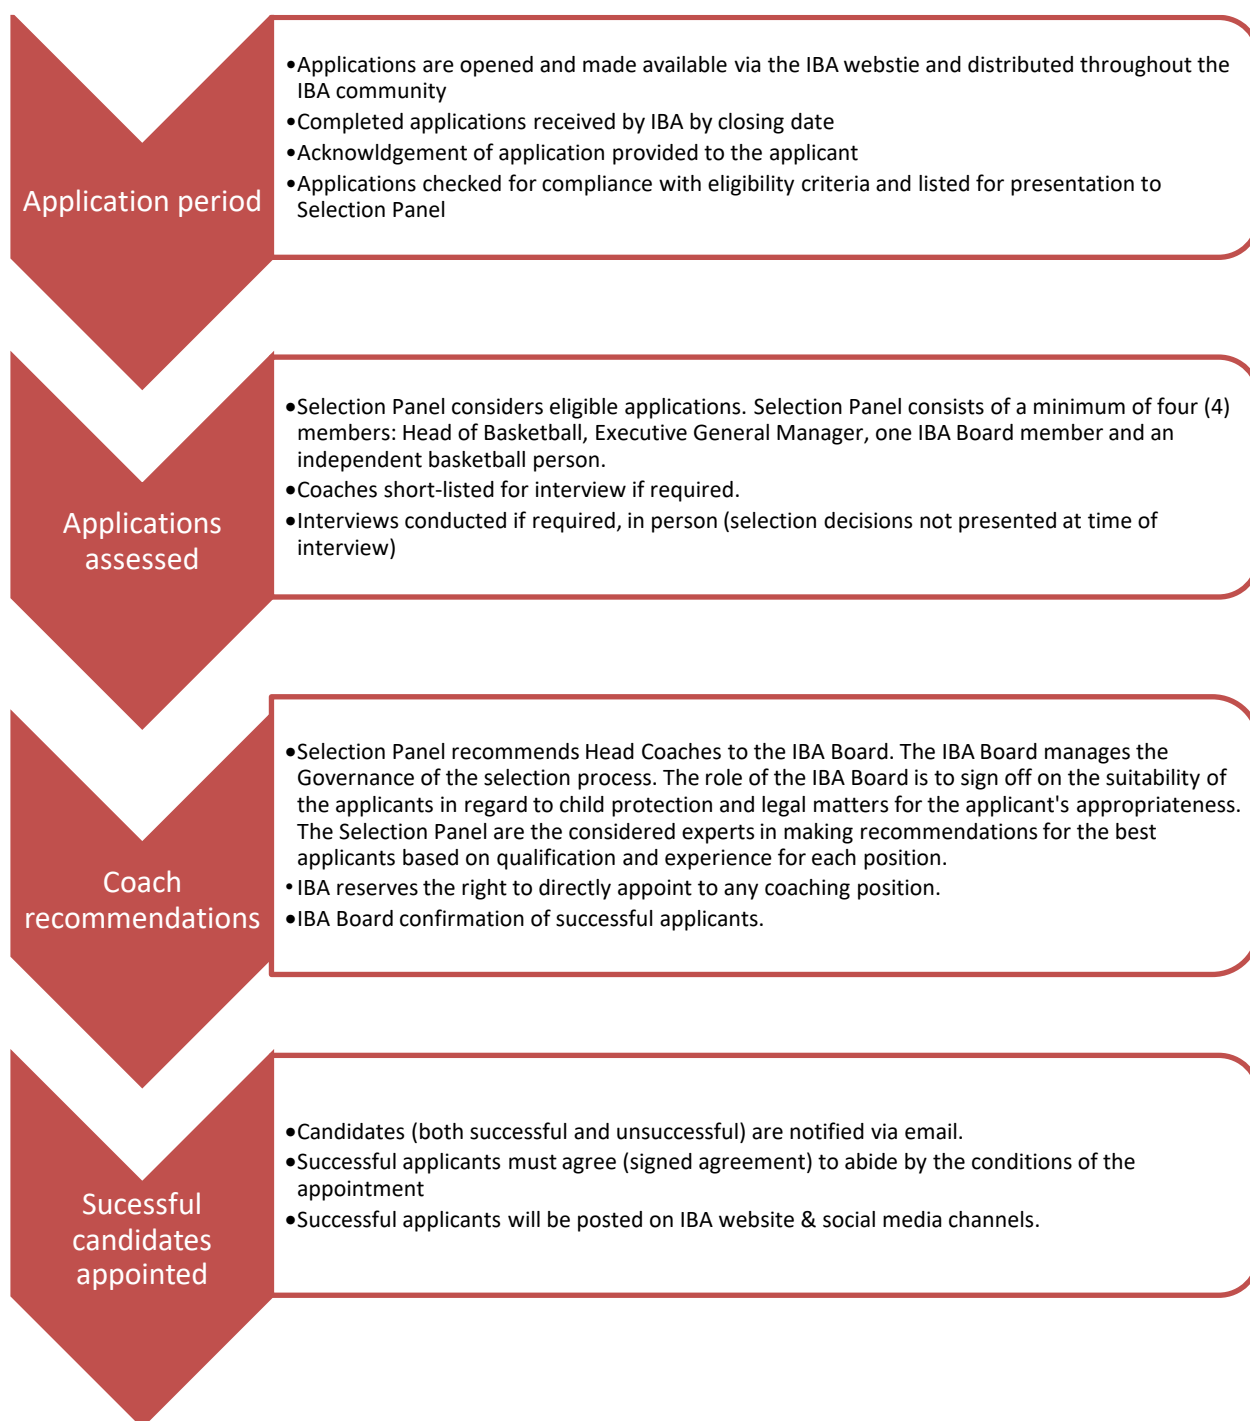 Application period
•Applications are opened and made available via the IBA webstie and distributed throughout the
IBA community
•Completed applications received by IBA by closing date
•Acknowldgement of application provided to the applicant
•Applications checked for compliance with eligibility criteria and listed for presentation to
Selection Panel
Applications
assessed
•Selection Panel considers eligible applications. Selection Panel consists of a minimum of four (4)
members: Head of Basketball, Executive General Manager, one IBA Board member and an
independent basketball person.
•Coaches short-listed for interview if required.
•Interviews conducted if required, in person (selection decisions not presented at time of
interview)
Coach
recommendations
•Selection Panel recommends Head Coaches to the IBA Board. The IBA Board manages the
Governance of the selection process. The role of the IBA Board is to sign off on the suitability of
the applicants in regard to child protection and legal matters for the applicant's appropriateness.
The Selection Panel are the considered experts in making recommendations for the best
applicants based on qualification and experience for each position.
• IBA reserves the right to directly appoint to any coaching position.
•IBA Board confirmation of successful applicants.
Sucessful
candidates
appointed
•Candidates (both successful and unsuccessful) are notified via email.
•Successful applicants must agree (signed agreement) to abide by the conditions of the
appointment
•Successful applicants will be posted on IBA website & social media channels.